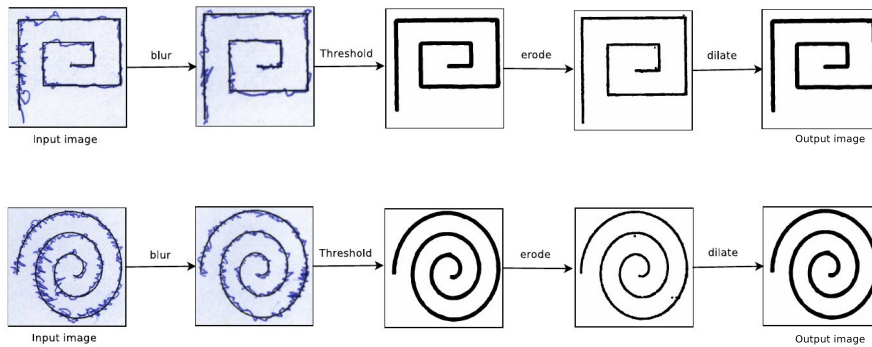 blur
Threshold
erode
dilate
Input image
Output image
blur
Threshold
erode
dilate
Input image
Output image